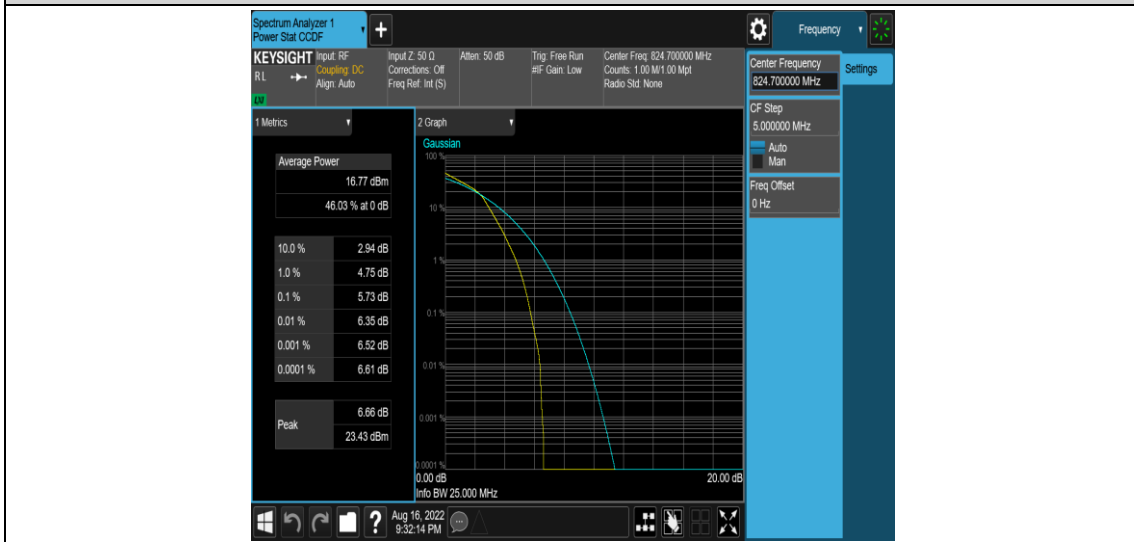 Spectrum Analyzer 1
Power Stat CCDF
+
Frequency
KEYSIGHT
RL
LXI
Input: RF
Coupling: DC
Align: Auto
Input Z: 50 Ω
Corrections: Off
Freq Ref: Int (S)
Atten: 50 dB
Trig: Free Run
#IF Gain: Low
Center Freq: 824.700000 MHz
Counts: 1.00 M/1.00 Mpt
Radio Std: None
Center Frequency
824.700000 MHz
Settings
CF Step
5.000000 MHz
Auto
Man
Freq Offset
0 Hz
1 Metrics
Average Power
16.77 dBm
46.03 % at 0 dB
10.0 % 2.94 dB
1.0 % 4.75 dB
0.1 % 5.73 dB
0.01 % 6.35 dB
0.001 % 6.52 dB
0.0001 % 6.61 dB
Peak
6.66 dB
23.43 dBm
2 Graph
Gaussian
100 %
10 %
1 %
0.1 %
0.01 %
0.001 %
0.0001 %
0.00 dB
20.00 dB
Info BW 25.000 MHz
?
Aug 16, 2022
9:32:14 PM